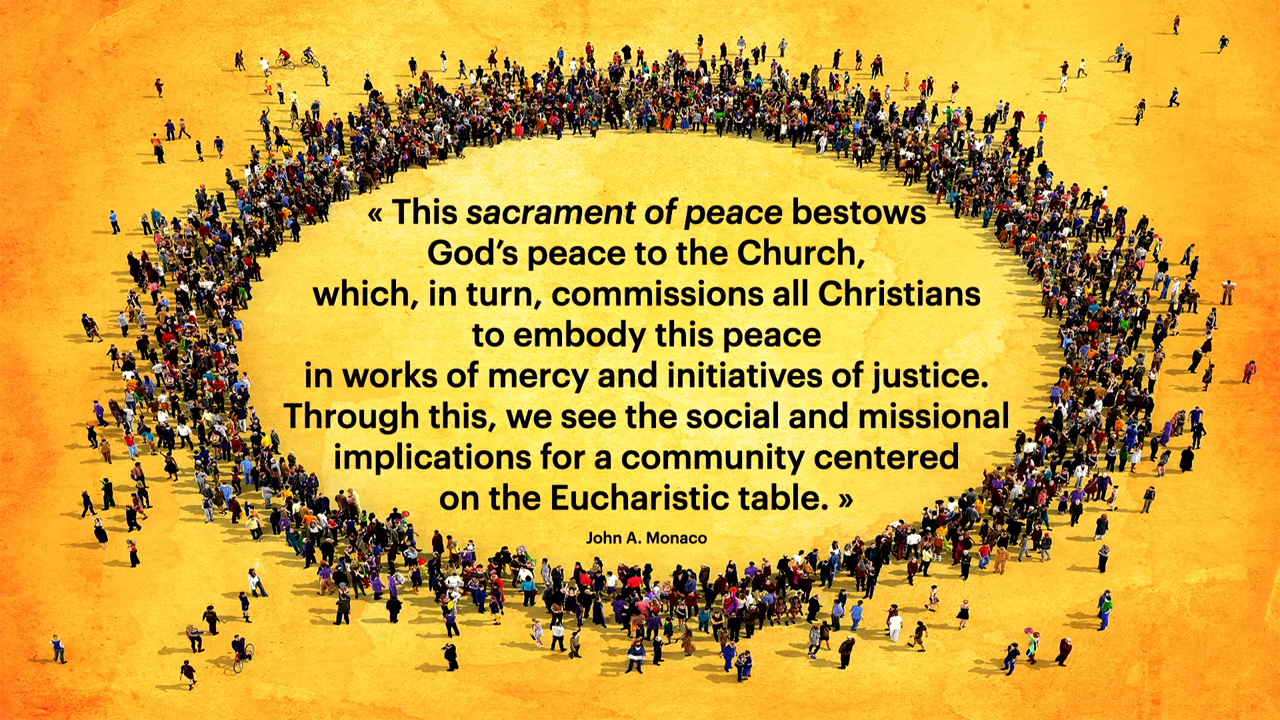 « This sacrament of peace bestows
God’s peace to the Church,
which, in turn, commissions all Christians
to embody this peace
in works of mercy and initiatives of justice.
Through this, we see the social and missional
implications for a community centered
on the Eucharistic table. »
John A. Monaco